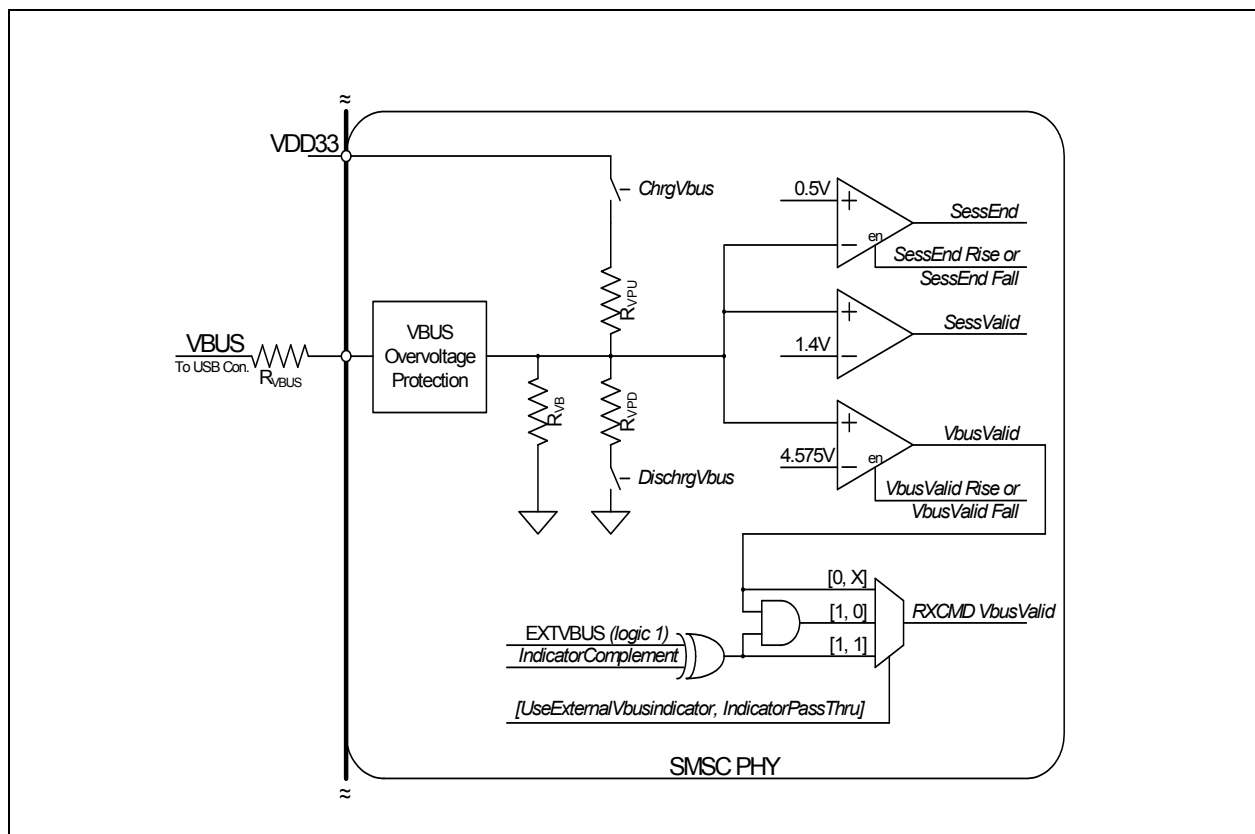 ≈
VDD33
ChrgVbus
0.5V
+
−
en
SessEnd
SessEnd Rise or
SessEnd Fall
RVPU
VBUS
To USB Con.
RVBUS
VBUS
Overvoltage
Protection
+
1.4V
−
SessValid
RVB
RVPD
DischrgVbus
+
4.575V
−
en
VbusValid
VbusValid Rise or
VbusValid Fall
[0, X]
[1, 0]
[1, 1]
RXCMD VbusValid
EXTVBUS (logic 1)
IndicatorComplement
[UseExternalVbusindicator, IndicatorPassThru]
SMSC PHY
≈